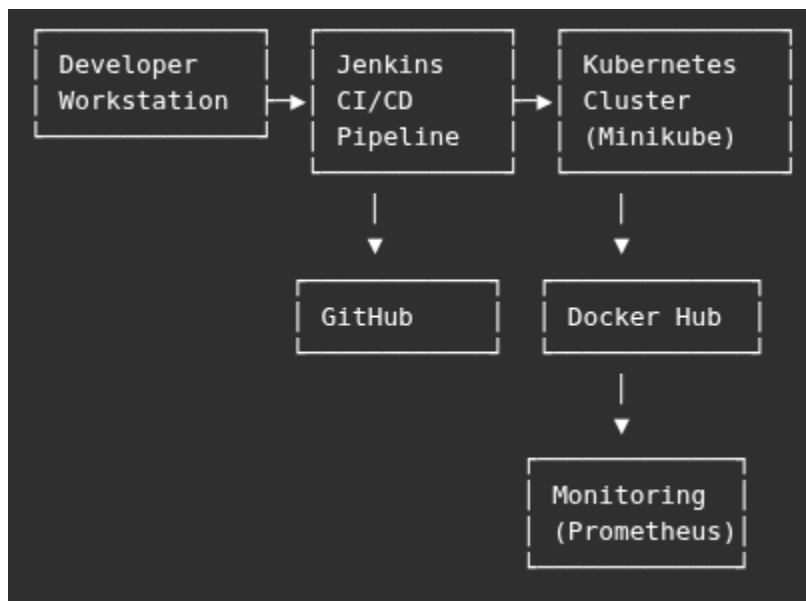 Developer
Workstation
Jenkins
CI/CD
Pipeline
Kubernetes
Cluster
(Minikube)
GitHub
Docker Hub
Monitoring
(Prometheus)